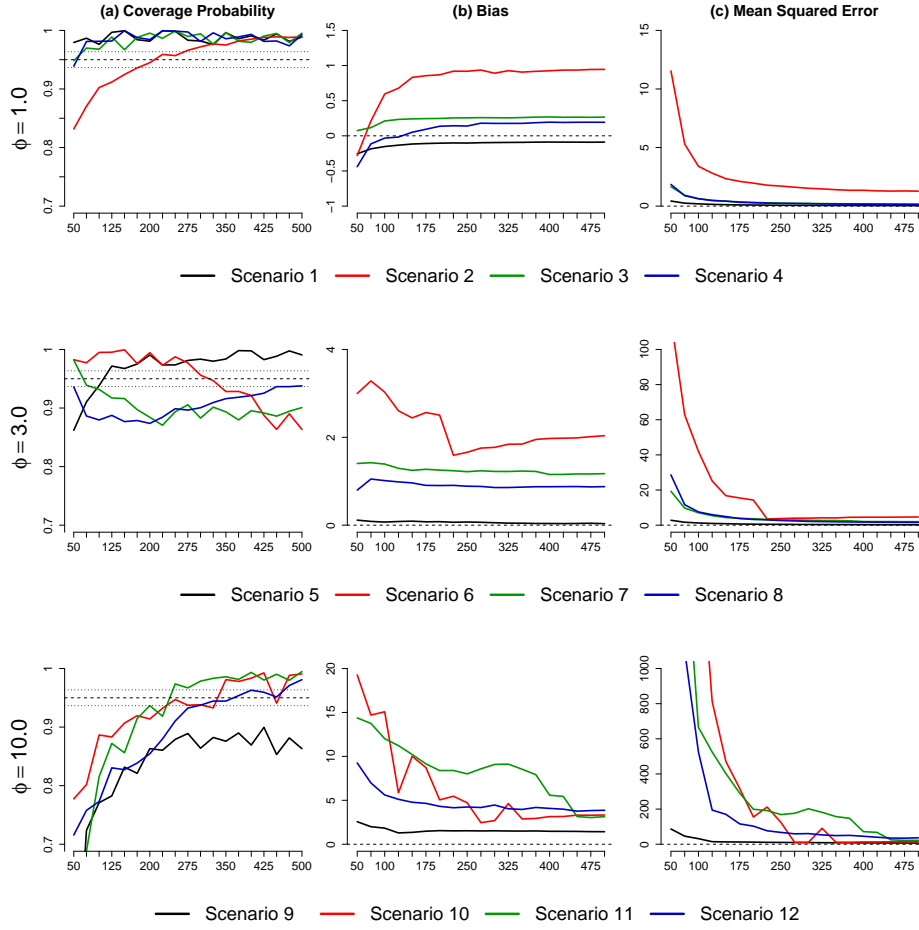 (a) Coverage Probability
(b) Bias
(c) Mean Squared Error
ϕ = 1.0
1
0.9
0.8
0.7
50 125 200 275 350 425 500
1
0.5
0
-0.5
-1
50 100 175 250 325 400 475
15
10
5
0
50 100 175 250 325 400 475
Scenario 1 Scenario 2 Scenario 3 Scenario 4
ϕ = 3.0
1
0.9
0.8
0.7
50 125 200 275 350 425 500
4
2
0
50 100 175 250 325 400 475
100
80
60
40
20
0
50 100 175 250 325 400 475
Scenario 5 Scenario 6 Scenario 7 Scenario 8
ϕ = 10.0
1
0.9
0.8
0.7
50 125 200 275 350 425 500
20
15
10
5
0
50 100 175 250 325 400 475
1000
800
600
400
200
0
50 100 175 250 325 400 475
Scenario 9 Scenario 10 Scenario 11 Scenario 12